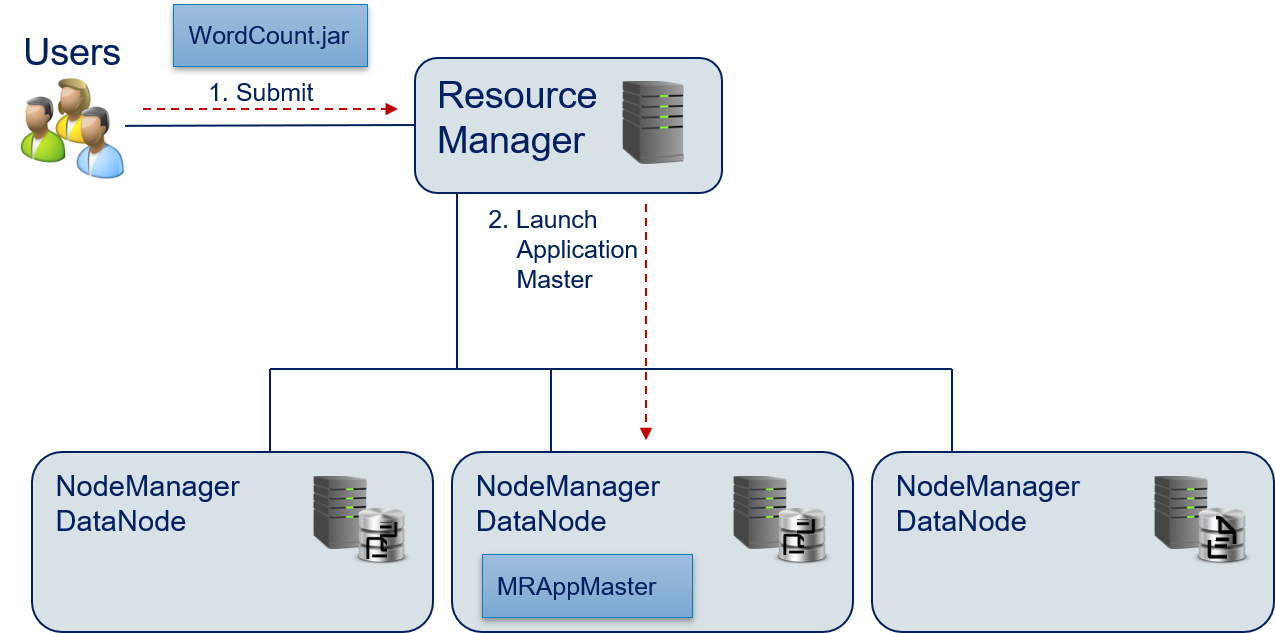 WordCount.jar
Users
1. Submit
Resource
Manager
2. Launch
Application
Master
NodeManager
DataNode
NodeManager
DataNode
MRAppMaster
NodeManager
DataNode